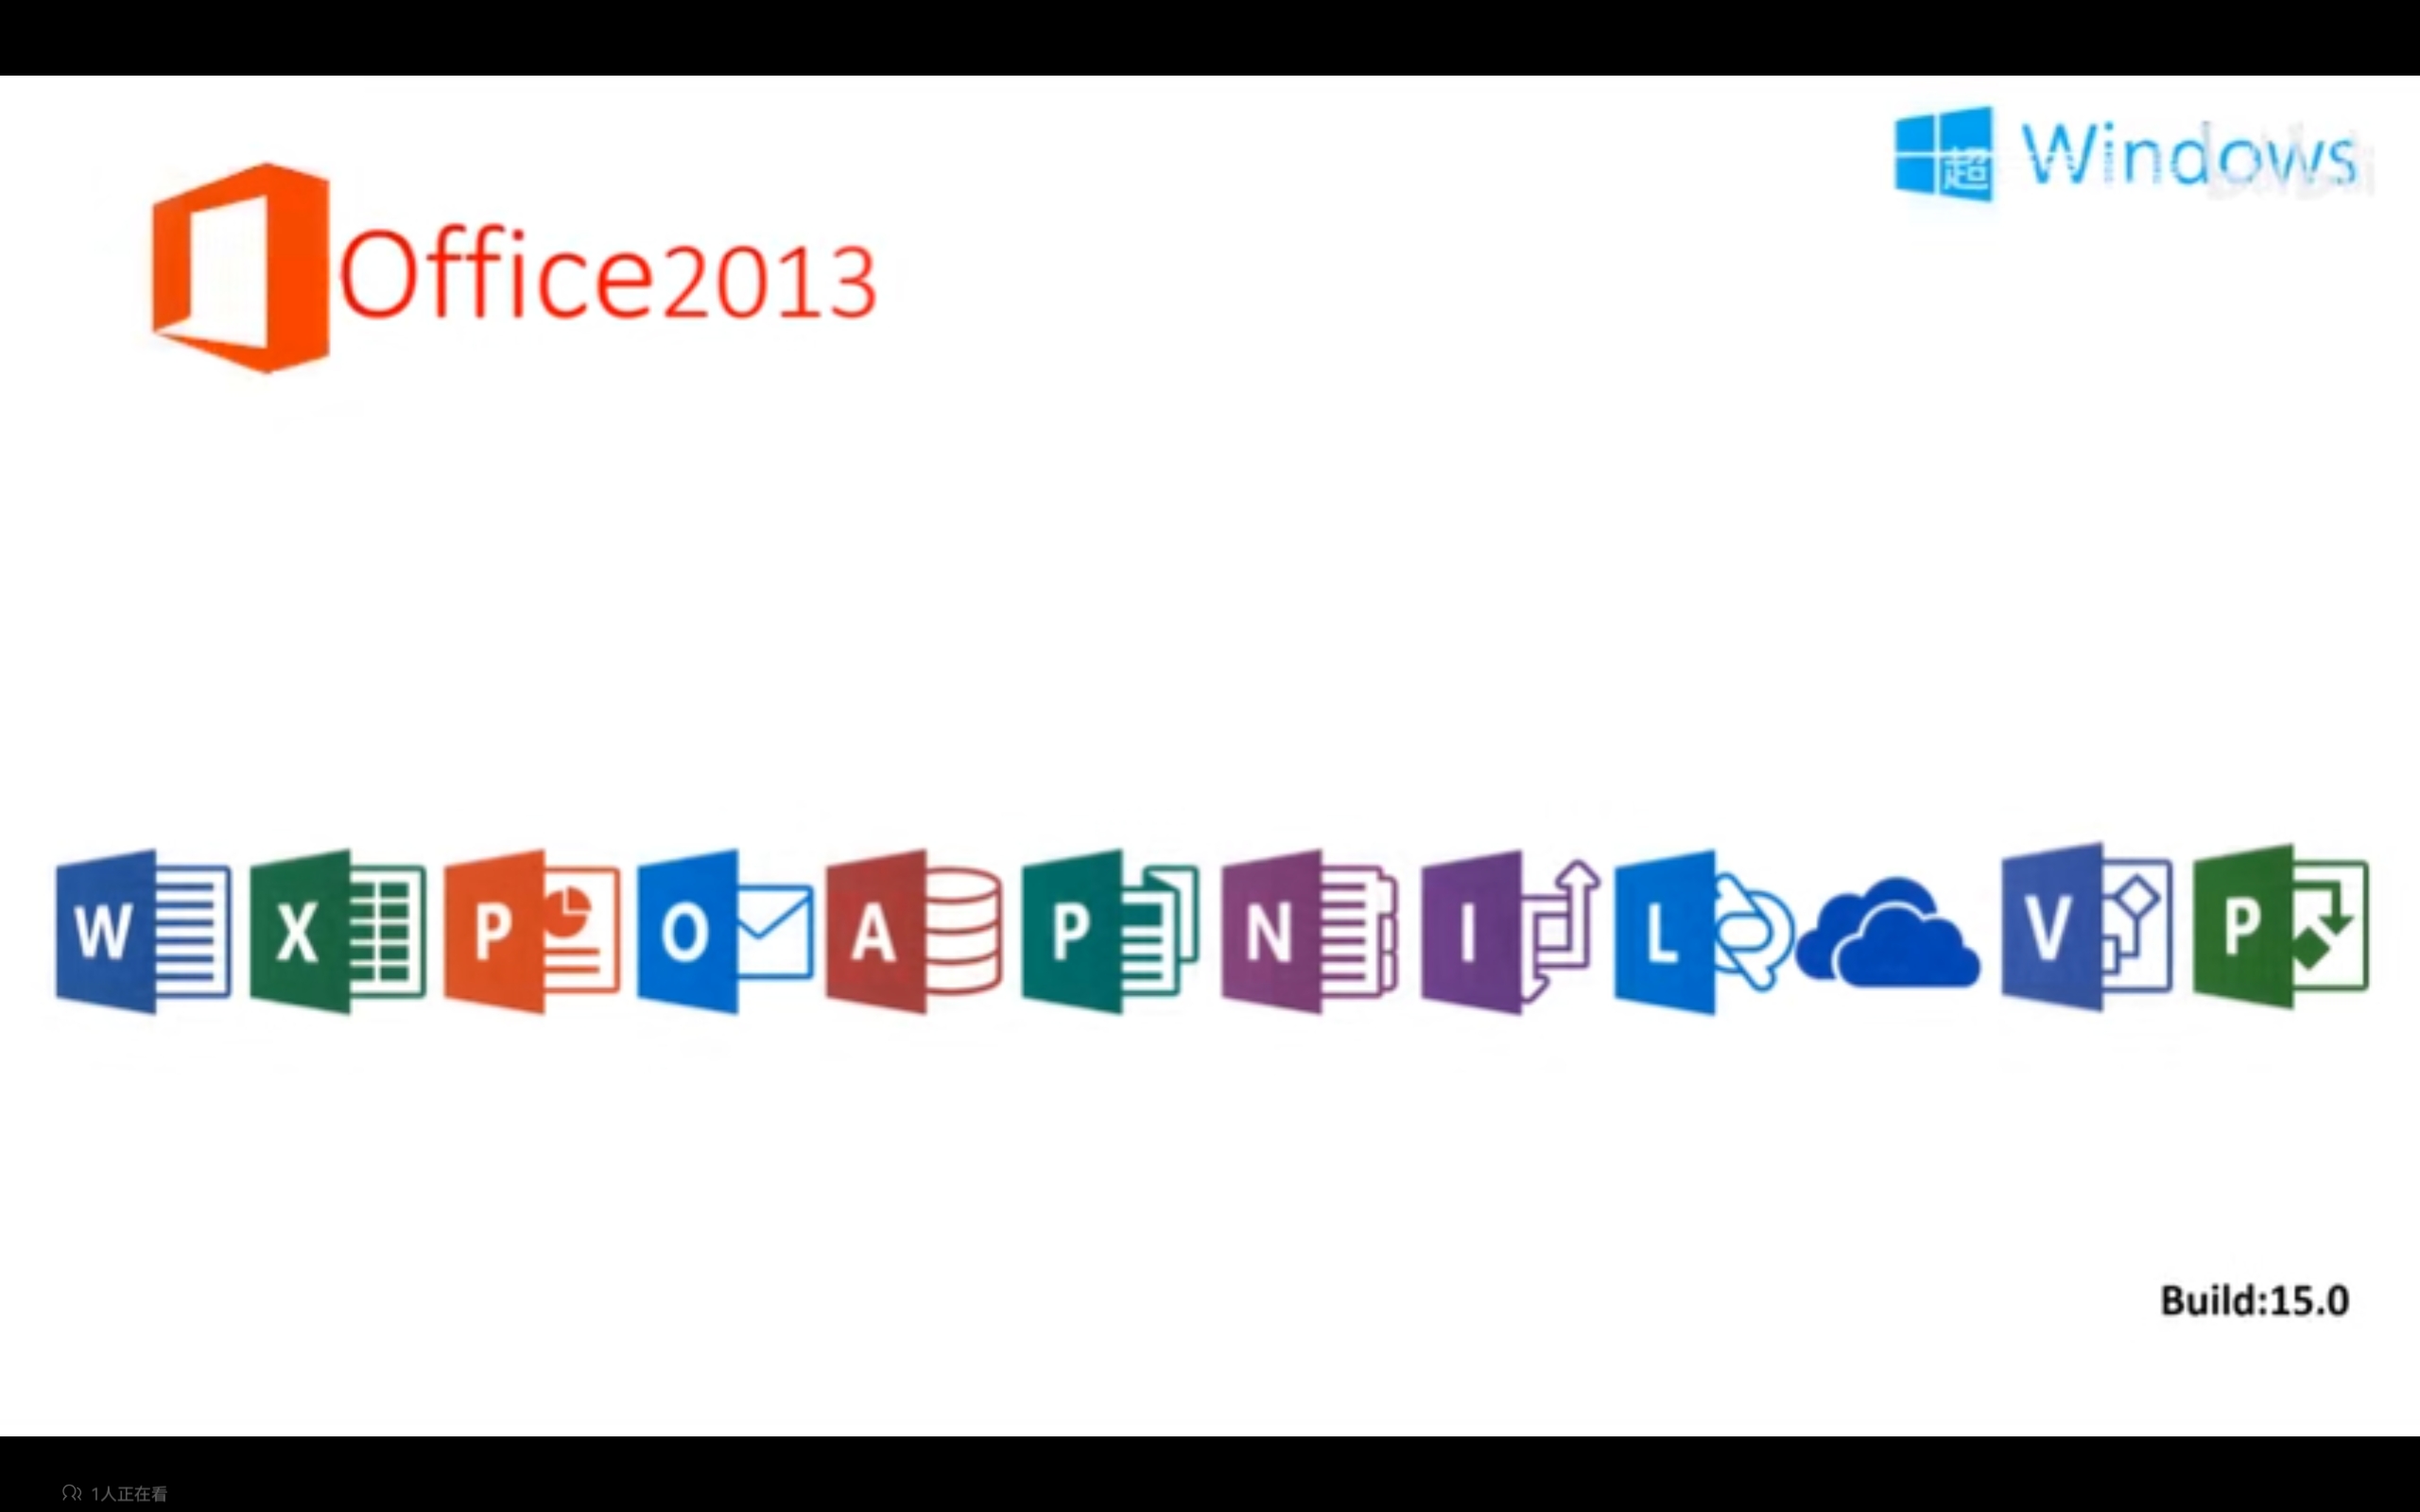 Office2013
Windows
超
W X P O A P N I L V P
Build:15.0
1人正在看